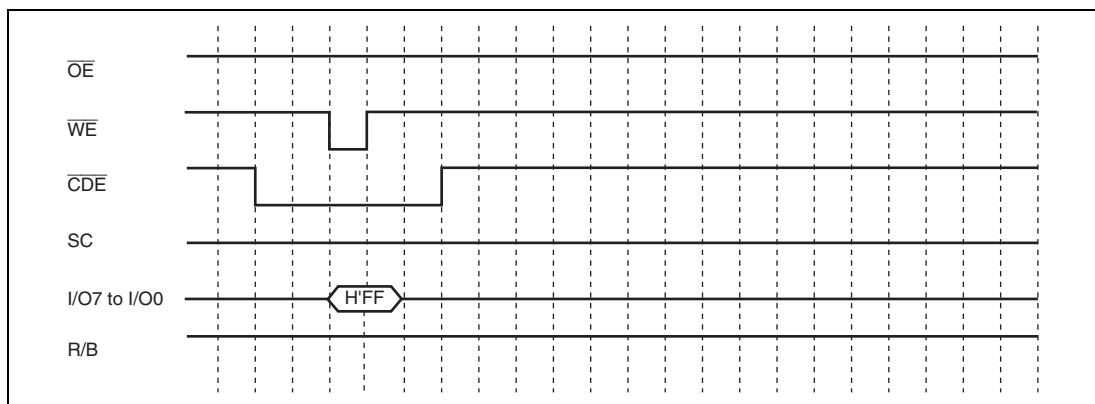 OE
WE
CDE
SC
I/O7 to I/O0
H'FF
R/B